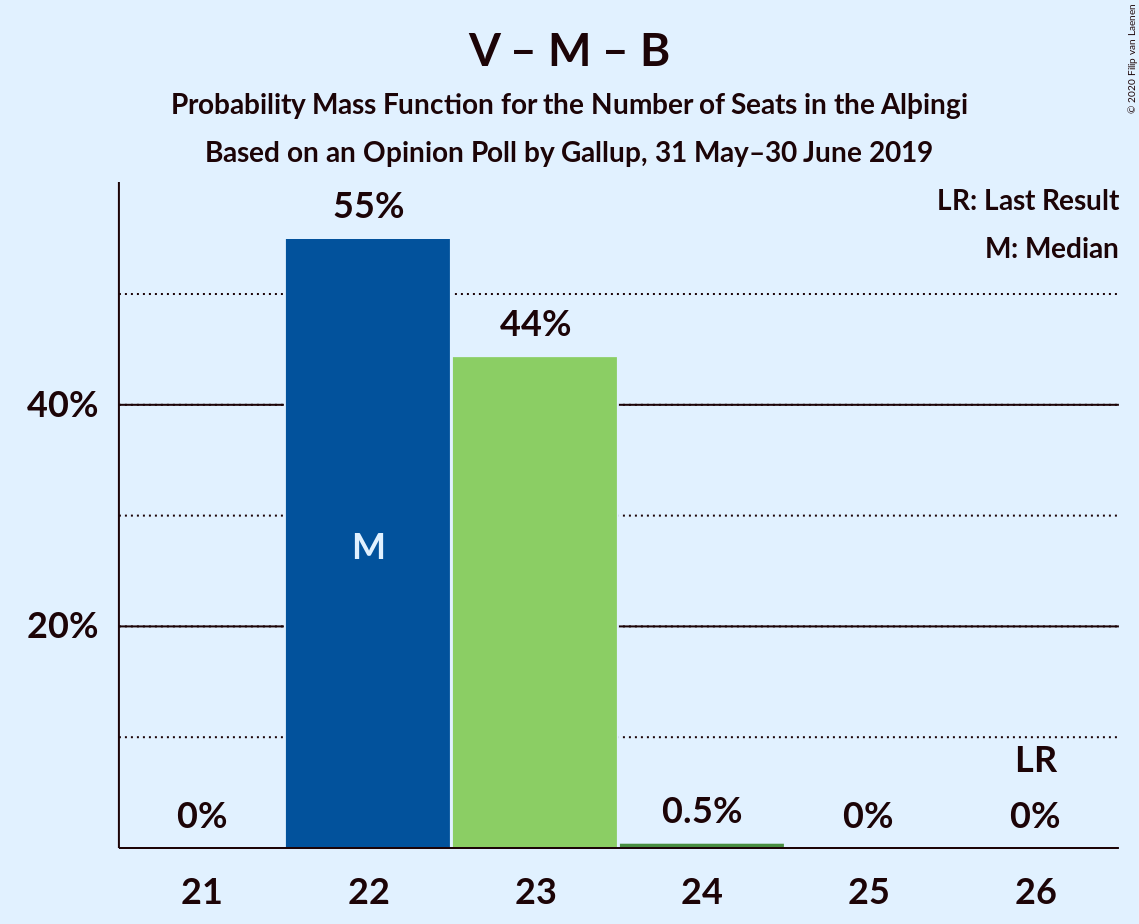 V – M – B
Probability Mass Function for the Number of Seats in the Alþingi
Based on an Opinion Poll by Gallup, 31 May–30 June 2019
© 2020 Filip van Laenen
LR: Last Result
M: Median
55%
44%
40%
M
20%
LR
0%
0.5%
0%
0%
21
22
23
24
25
26